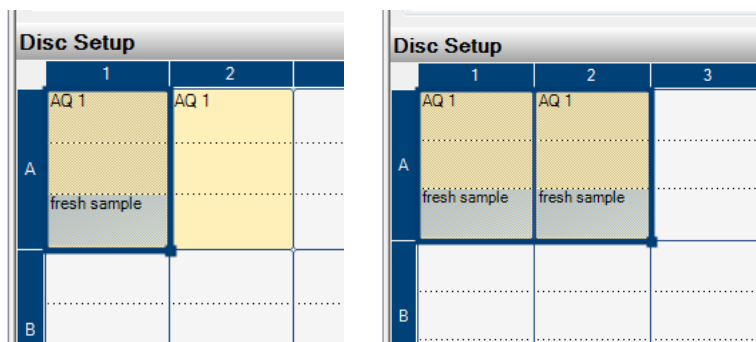 Disc Setup
1 2
AQ 1 AQ 1
A
fresh sample
B
Disc Setup
1 2 3
AQ 1 AQ 1
A
fresh sample fresh sample
B